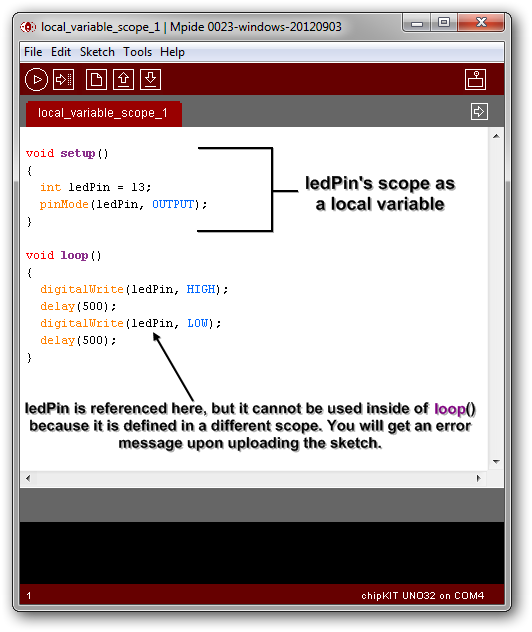 local_variable_scope_1 | Mpide 0023-windows-20120903
File Edit Sketch Tools Help
local_variable_scope_1
void setup()
{
  int ledPin = 13;
  pinMode(ledPin, OUTPUT);
}
ledPin's scope as
a local variable
void loop()
{
  digitalWrite(ledPin, HIGH);
  delay(500);
  digitalWrite(ledPin, LOW);
  delay(500);
}
ledPin is referenced here, but it cannot be used inside of loop()
because it is defined in a different scope. You will get an error
message upon uploading the sketch.
1 chipKIT UNO32 on COM4